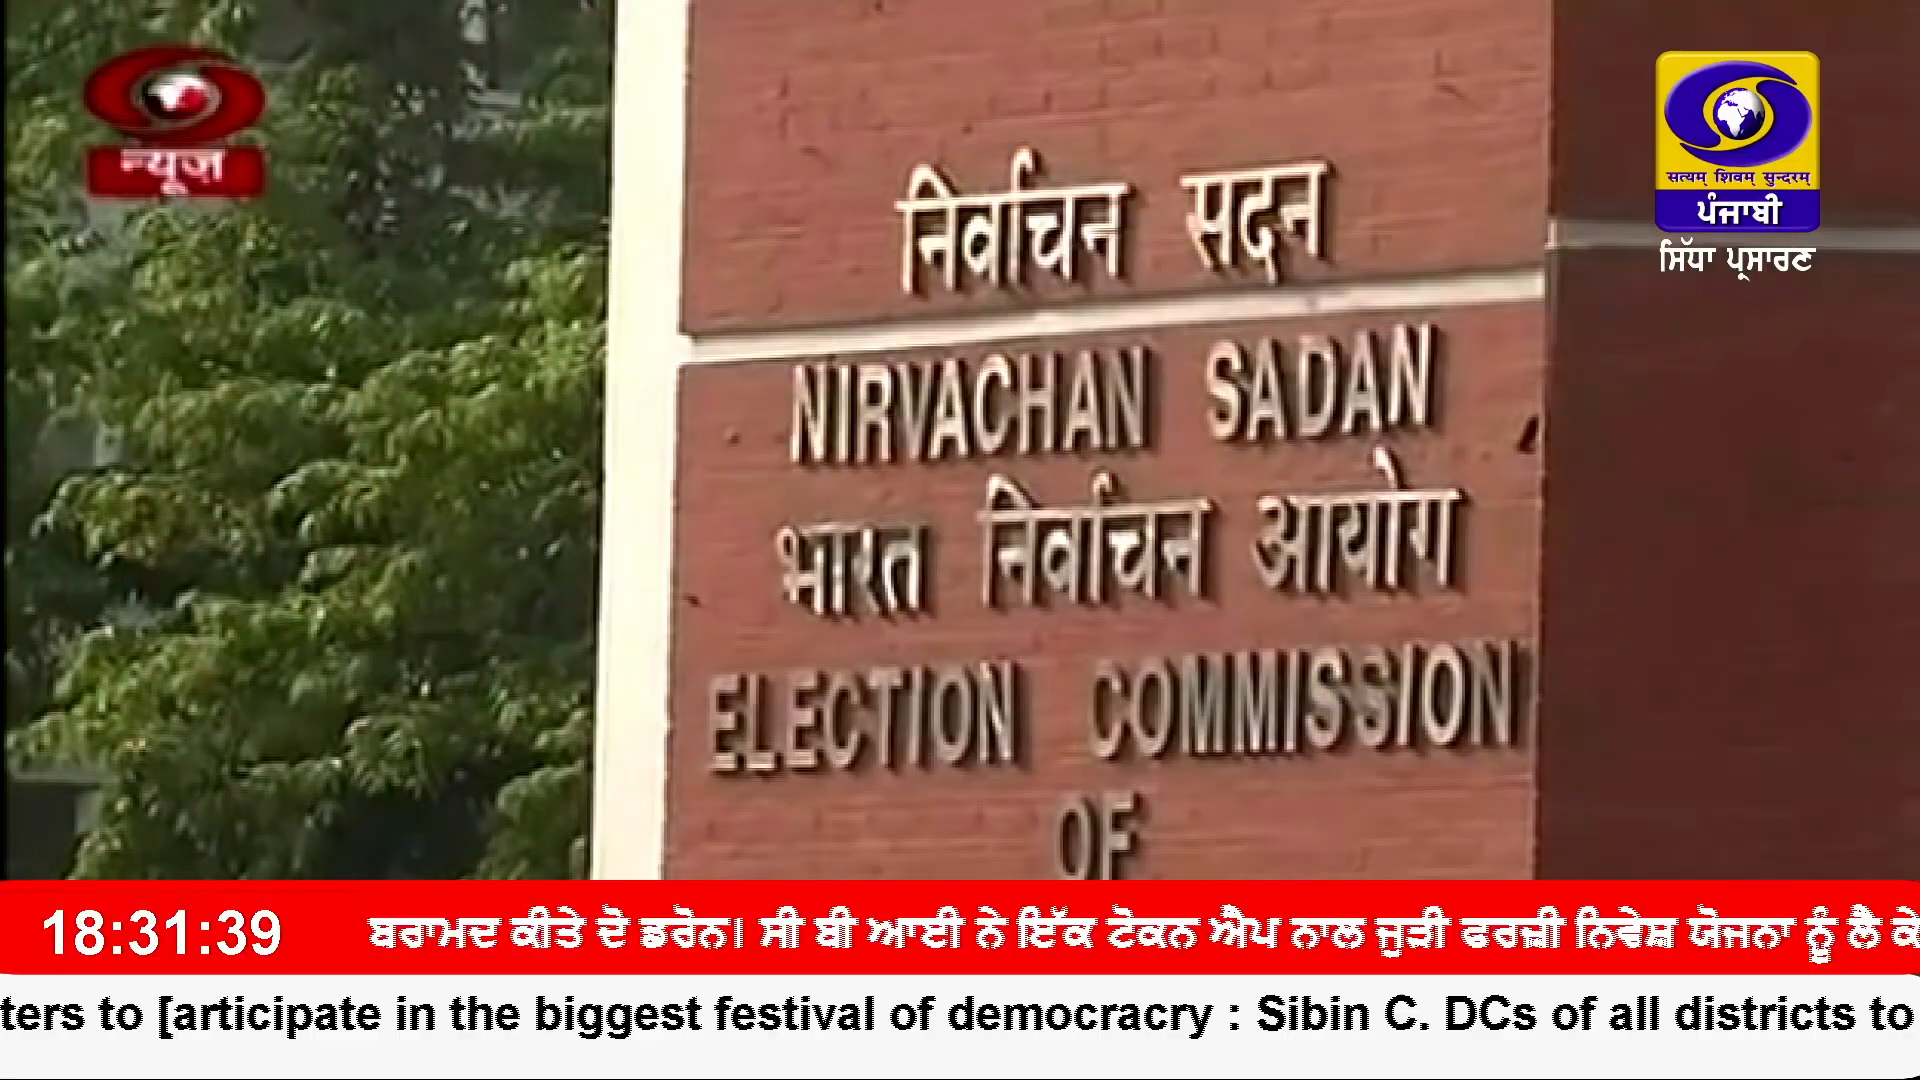 न्यूज़
सत्यम् शिवम् सुन्दरम्
ਪੰਜਾਬੀ
ਸਿੱਧਾ ਪ੍ਰਸਾਰਣ
निर्वाचन सदन
NIRVACHAN SADAN
भारत निर्वाचन आयोग
ELECTION COMMISSION
OF
18:31:39 ਬਰਾਮਦ ਕੀਤੇ ਦੋ ਡਰੋਨ। ਸੀ ਬੀ ਆਈ ਨੇ ਇੱਕ ਟੋਕਨ ਐਪ ਨਾਲ ਜੁੜੀ ਫਰਜ਼ੀ ਨਿਵੇਸ਼ ਯੋਜਨਾ ਨੂੰ ਲੈ ਕੇ
ters to [articipate in the biggest festival of democracry : Sibin C. DCs of all districts to